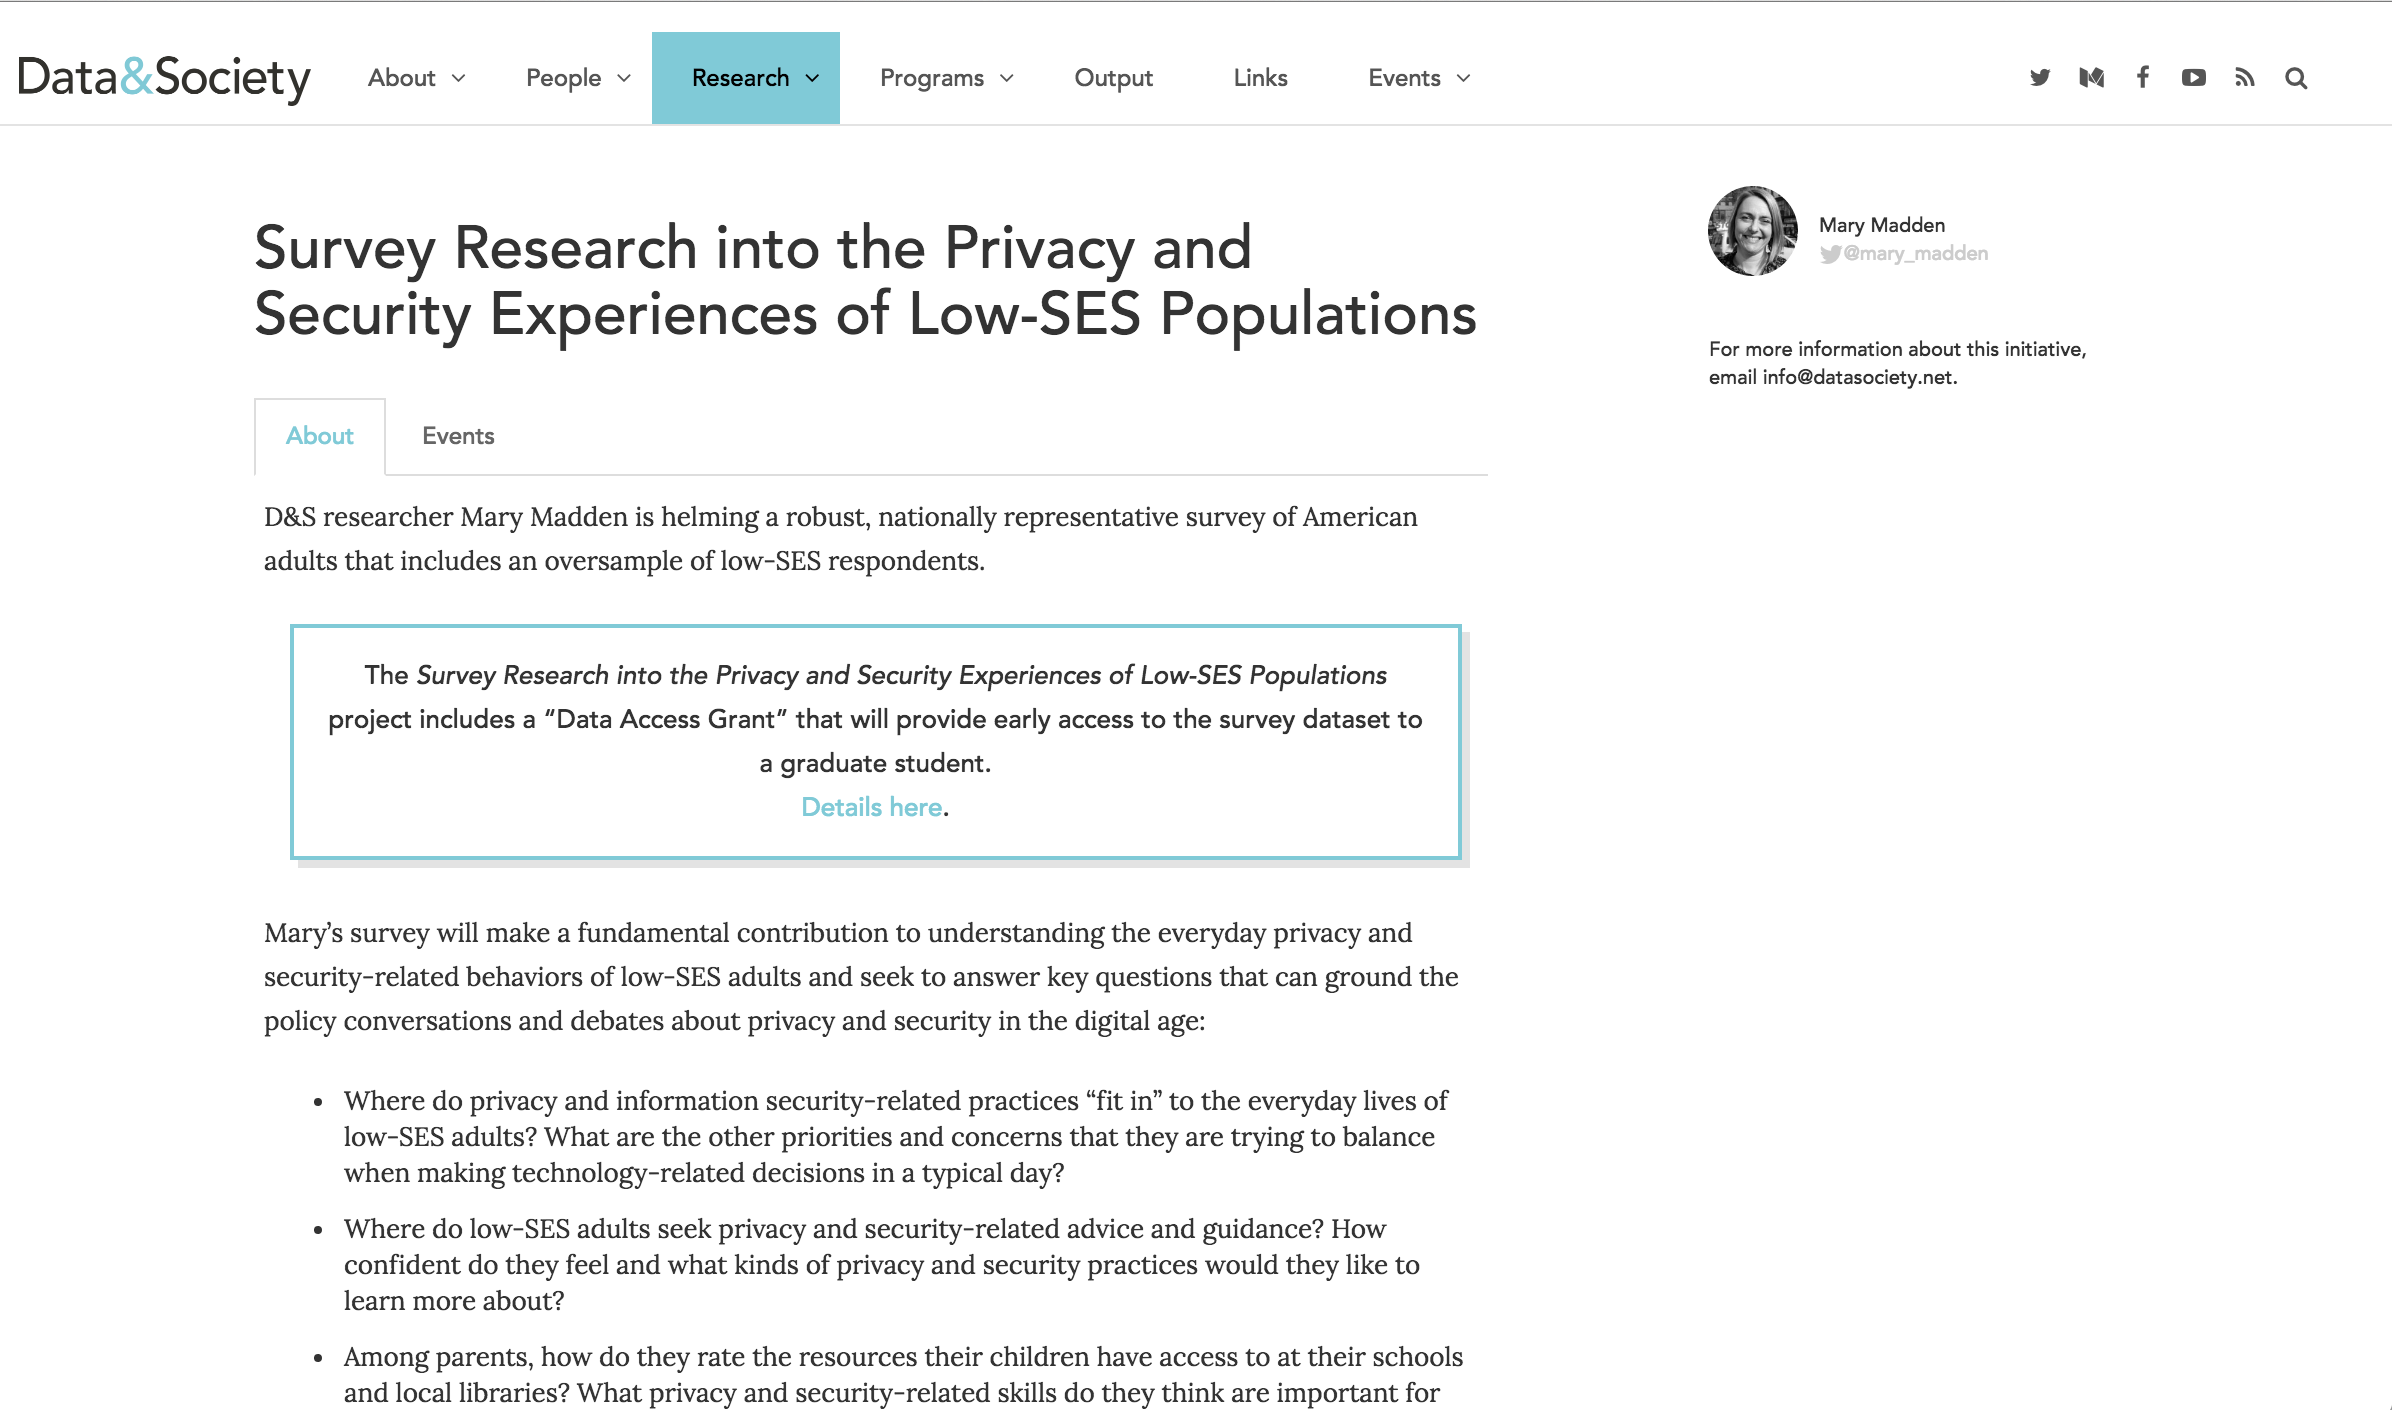 Data&Society
About
People
Research
Programs
Output
Links
Events
Survey Research into the Privacy and
Security Experiences of Low-SES Populations
Mary Madden
@mary_madden
For more information about this initiative,
email info@datasociety.net.
About
Events
D&S researcher Mary Madden is helming a robust, nationally representative survey of American
adults that includes an oversample of low-SES respondents.
The Survey Research into the Privacy and Security Experiences of Low-SES Populations
project includes a “Data Access Grant” that will provide early access to the survey dataset to
a graduate student.
Details here.
Mary’s survey will make a fundamental contribution to understanding the everyday privacy and
security-related behaviors of low-SES adults and seek to answer key questions that can ground the
policy conversations and debates about privacy and security in the digital age:
• Where do privacy and information security-related practices “fit in” to the everyday lives of
low-SES adults? What are the other priorities and concerns that they are trying to balance
when making technology-related decisions in a typical day?
• Where do low-SES adults seek privacy and security-related advice and guidance? How
confident do they feel and what kinds of privacy and security practices would they like to
learn more about?
• Among parents, how do they rate the resources their children have access to at their schools
and local libraries? What privacy and security-related skills do they think are important for